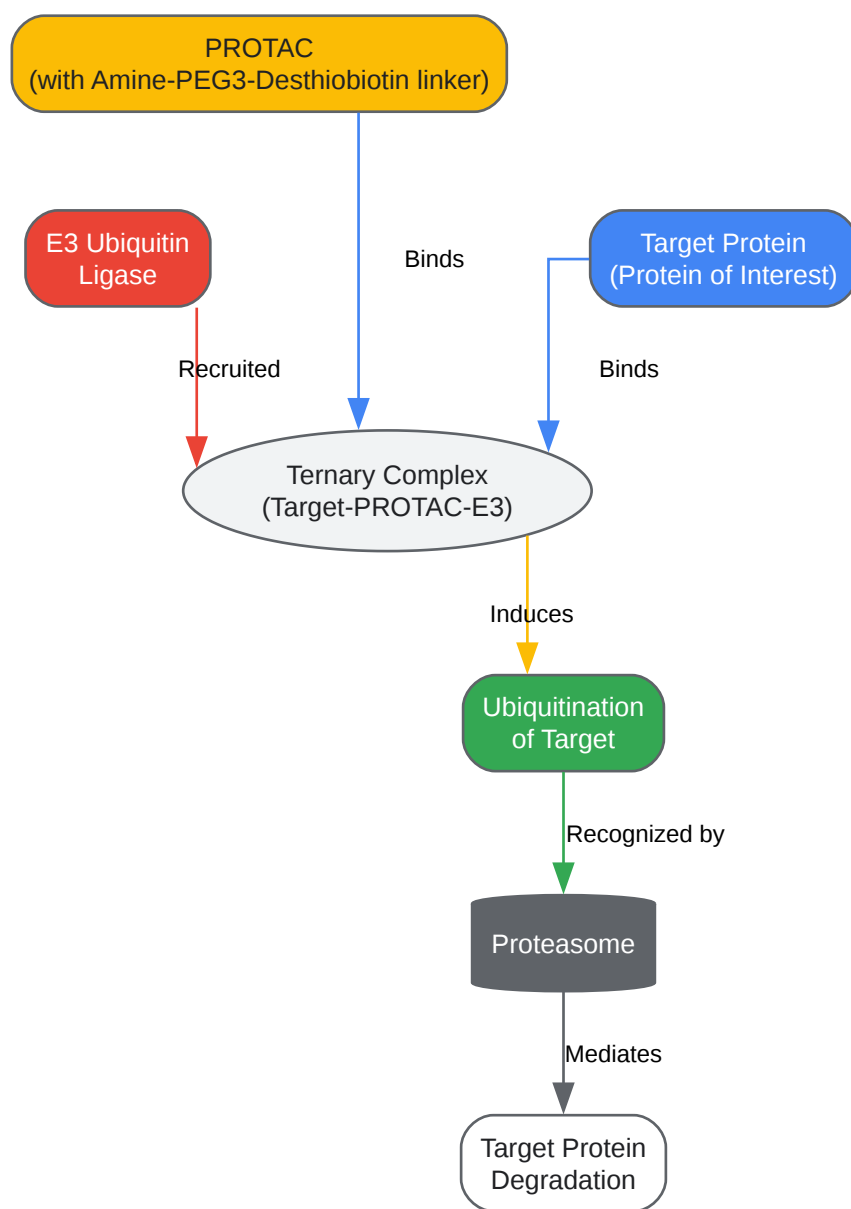 PROTAC
(with Amine-PEG3-Desthiobiotin linker)
E3 Ubiquitin
Ligase
Binds
Target Protein
(Protein of Interest)
Recruited
Binds
Ternary Complex
(Target-PROTAC-E3)
Induces
Ubiquitination
of Target
Recognized by
Proteasome
Mediates
Target Protein
Degradation